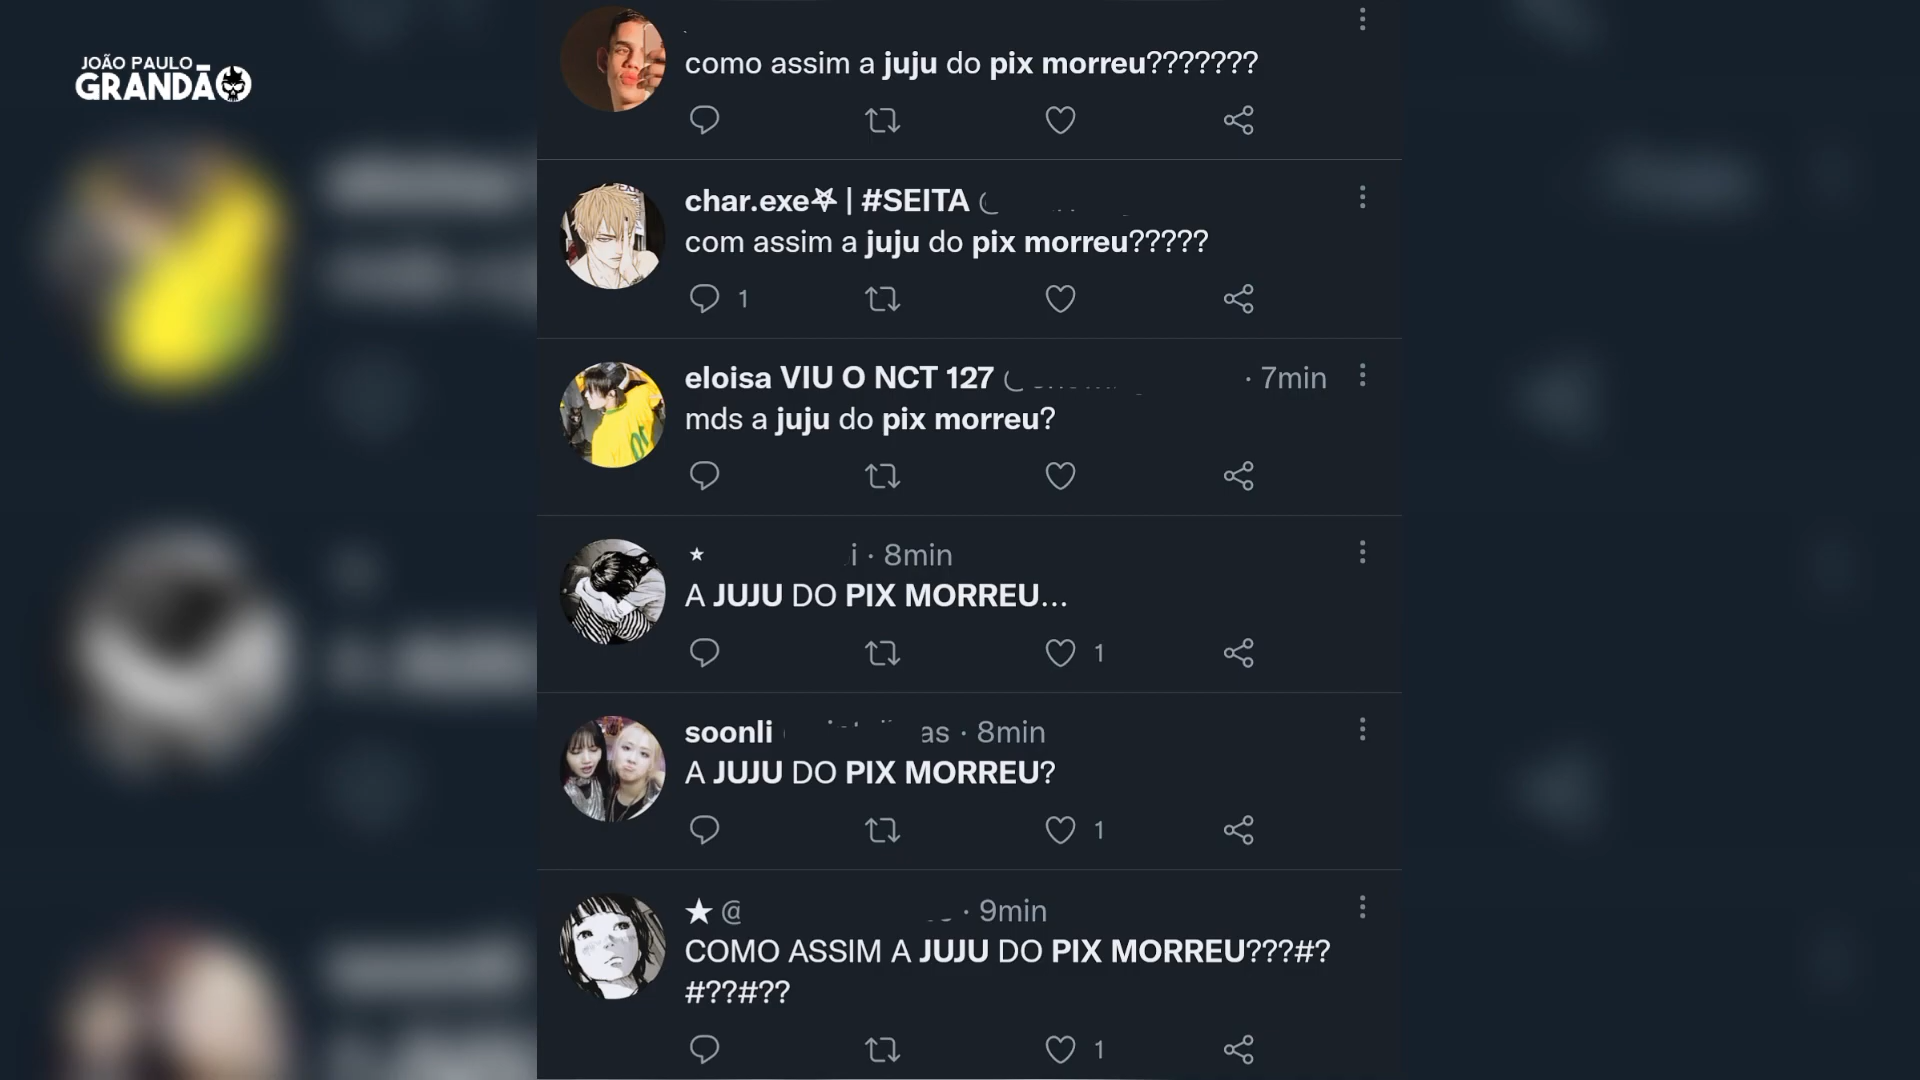 JOÃO PAULO
GRANDÃO
como assim a juju do pix morreu???????
char.exe⛧ | #SEITA
com assim a juju do pix morreu?????
1
eloisa VIU O NCT 127 · 7min
mds a juju do pix morreu?
★ i · 8min
A JUJU DO PIX MORREU...
1
soonli as · 8min
A JUJU DO PIX MORREU?
1
★ @ · 9min
COMO ASSIM A JUJU DO PIX MORREU???#?
#??#??
1